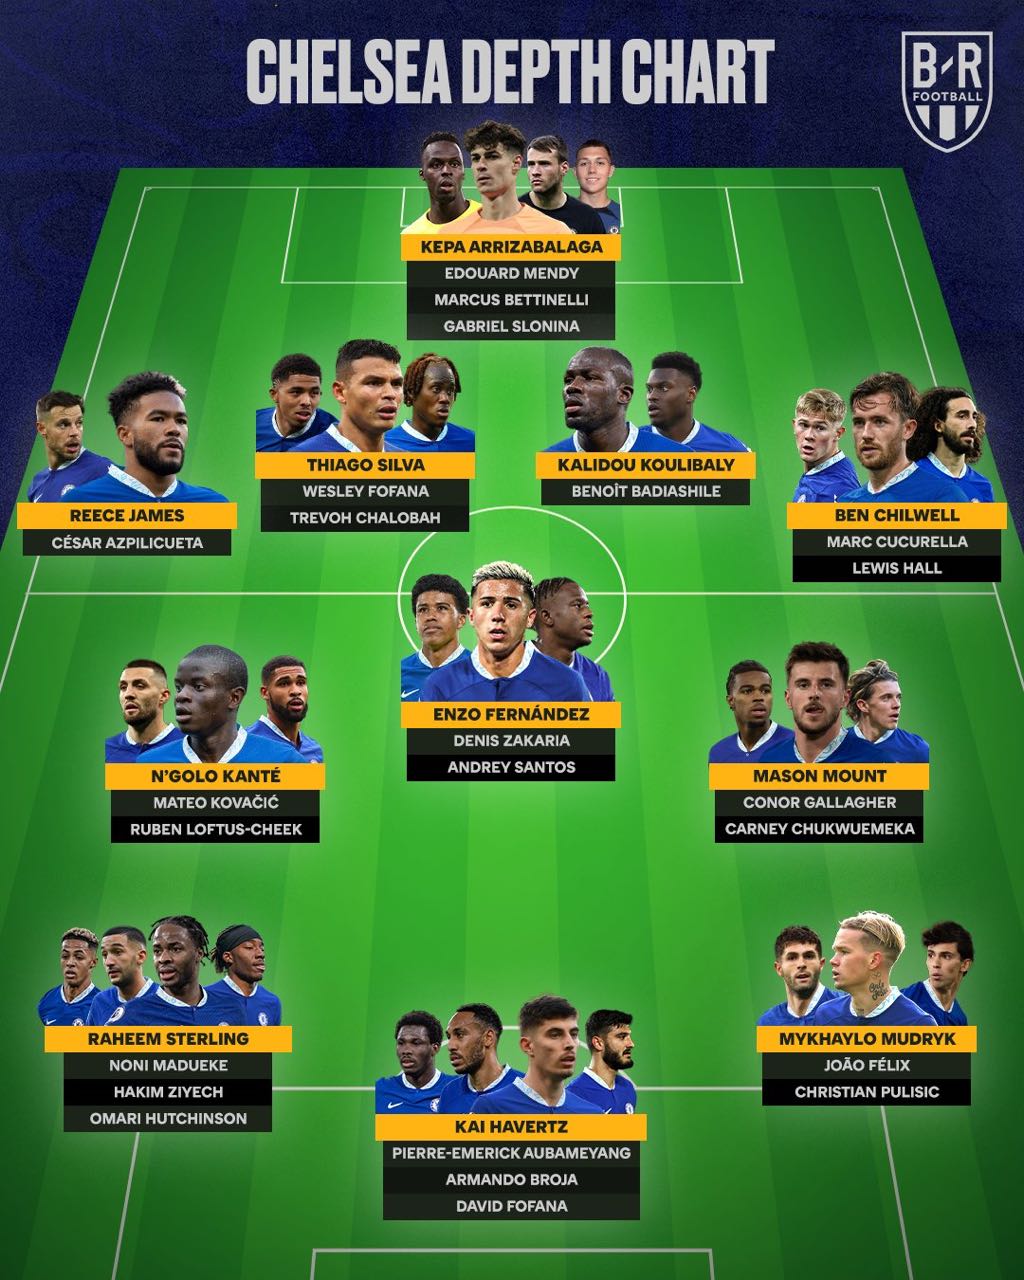 CHELSEA DEPTH CHART
B/R
FOOTBALL
KEPA ARRIZABALAGA
EDOUARD MENDY
MARCUS BETTINELLI
GABRIEL SLONINA
REECE JAMES
CÉSAR AZPILICUETA
THIAGO SILVA
WESLEY FOFANA
TREVOH CHALOBAH
KALIDOU KOULIBALY
BENOÎT BADIASHILE
BEN CHILWELL
MARC CUCURELLA
LEWIS HALL
N'GOLO KANTÉ
MATEO KOVAČIĆ
RUBEN LOFTUS-CHEEK
ENZO FERNÁNDEZ
DENIS ZAKARIA
ANDREY SANTOS
MASON MOUNT
CONOR GALLAGHER
CARNEY CHUKWUEMEKA
RAHEEM STERLING
NONI MADUEKE
HAKIM ZIYECH
OMARI HUTCHINSON
KAI HAVERTZ
PIERRE-EMERICK AUBAMEYANG
ARMANDO BROJA
DAVID FOFANA
MYKHAYLO MUDRYK
JOÃO FÉLIX
CHRISTIAN PULISIC